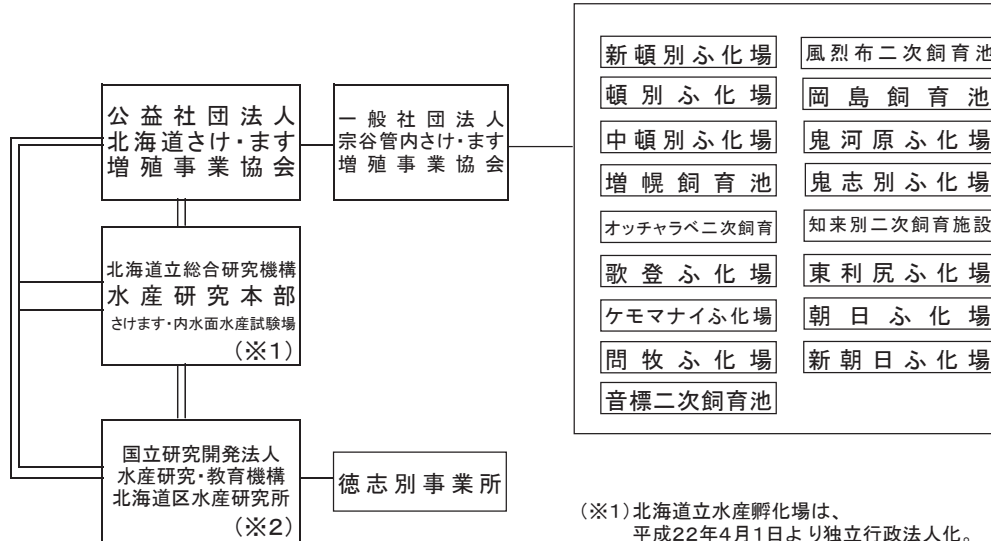 公益社団法人
北海道さけ・ます
増殖事業協会
一般社団法人
宗谷管内さけ・ます
増殖事業協会
北海道立総合研究機構
水産研究本部
さけます・内水面水産試験場
(※1)
国立研究開発法人
水産研究・教育機構
北海道区水産研究所
(※2)
徳志別事業所
新頓別ふ化場
頓別ふ化場
中頓別ふ化場
増幌飼育池
オッチャラベ二次飼育
歌登ふ化場
ケモマナイふ化場
問牧ふ化場
音標二次飼育池
風烈布二次飼育池
岡島飼育池
鬼河原ふ化場
鬼志別ふ化場
知来別二次飼育施設
東利尻ふ化場
朝日ふ化場
新朝日ふ化場
(※1)北海道立水産孵化場は、
平成22年4月1日より独立行政法人化。